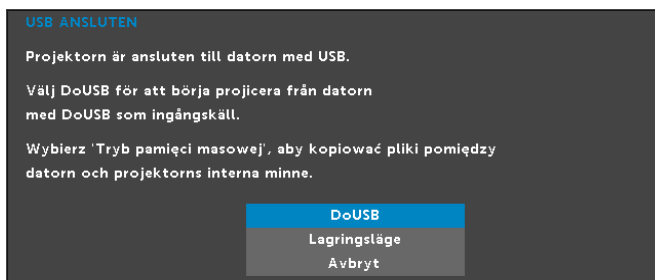 USB ANSLUTEN
Projektorn är ansluten till datorn med USB.
Välj DoUSB för att börja projicera från datorn
med DoUSB som ingångskäll.
Wybierz 'Tryb pamięci masowej', aby kopiować pliki pomiędzy
datorn och projektorns interna minne.
DoUSB
Lagringsläge
Avbryt